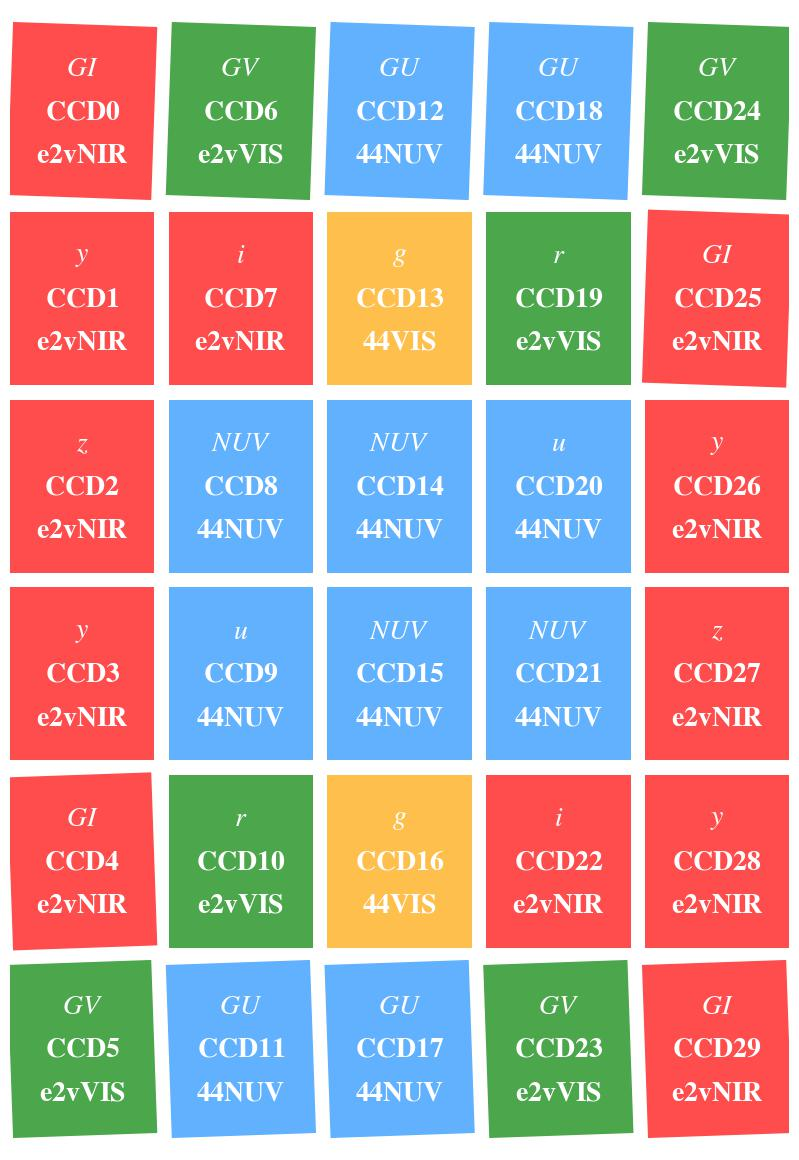 GI GV GU GU GV
CCD0 CCD6 CCD12 CCD18 CCD24
e2vNIR e2vVIS 44NUV 44NUV e2vVIS
y i g r GI
CCD1 CCD7 CCD13 CCD19 CCD25
e2vNIR e2vNIR 44VIS e2vVIS e2vNIR
z NUV NUV u y
CCD2 CCD8 CCD14 CCD20 CCD26
e2vNIR 44NUV 44NUV 44NUV e2vNIR
y u NUV NUV z
CCD3 CCD9 CCD15 CCD21 CCD27
e2vNIR 44NUV 44NUV 44NUV e2vNIR
GI r g i y
CCD4 CCD10 CCD16 CCD22 CCD28
e2vNIR e2vVIS 44VIS e2vNIR e2vNIR
GV GU GU GV GI
CCD5 CCD11 CCD17 CCD23 CCD29
e2vVIS 44NUV 44NUV e2vVIS e2vNIR